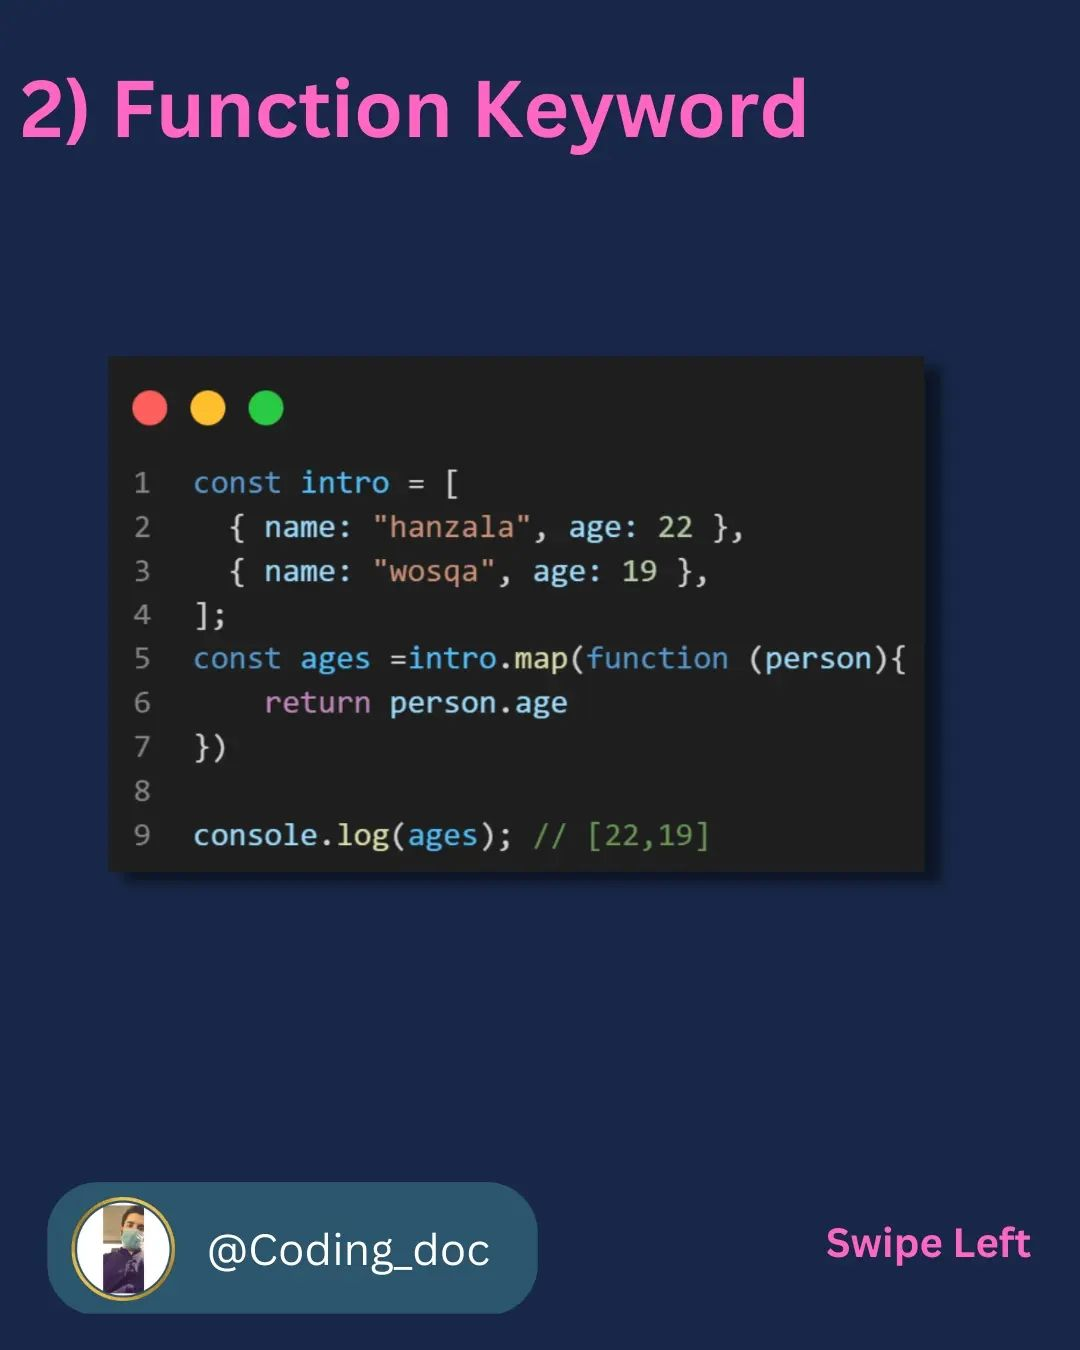 2) Function Keyword
1 const intro = [
2   { name: "hanzala", age: 22 },
3   { name: "wosqa", age: 19 },
4 ];
5 const ages =intro.map(function (person){
6     return person.age
7 })
8
9 console.log(ages); // [22,19]
@Coding_doc
Swipe Left